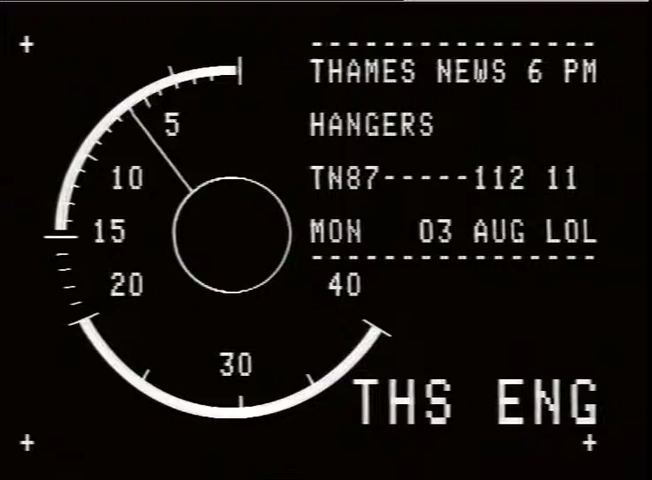 THAMES NEWS 6 PM
HANGERS
TN87-----112 11
MON 03 AUG LOL
5
10
15
20
30
40
THS ENG